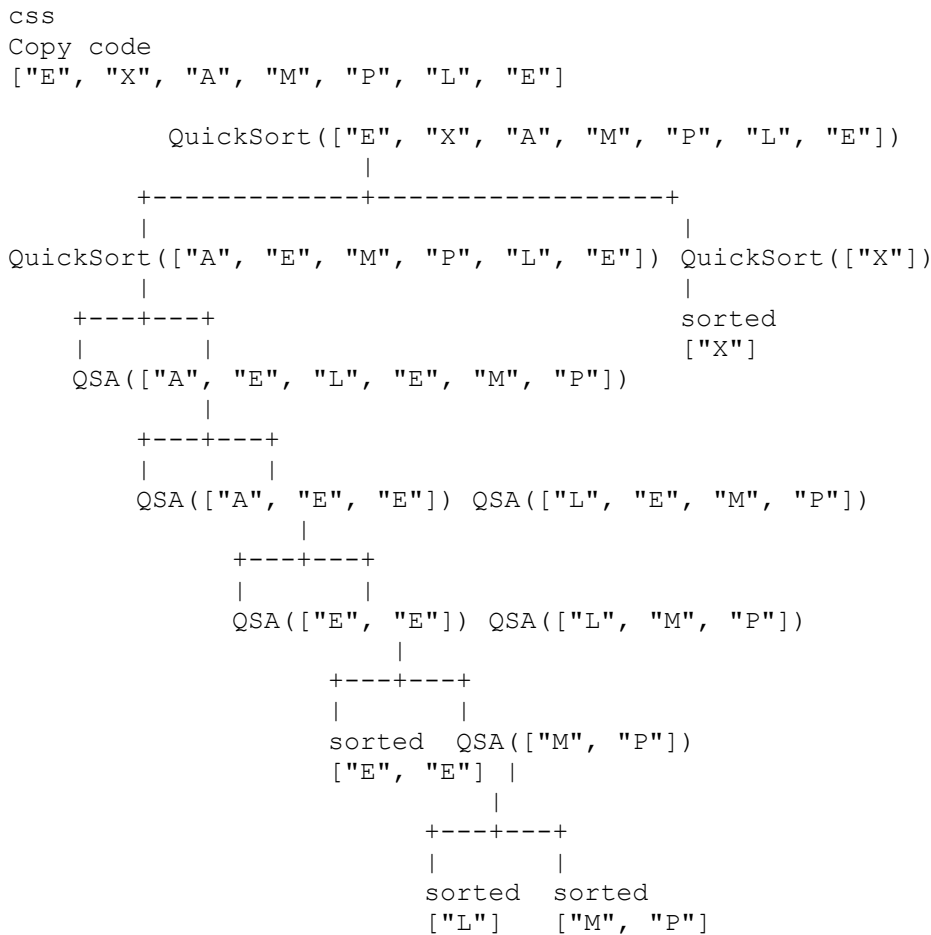 css
Copy code
["E", "X", "A", "M", "P", "L", "E"]
QuickSort(["E", "X", "A", "M", "P", "L", "E"])
|
+-------------+------------------+
| |
QuickSort(["A", "E", "M", "P", "L", "E"]) QuickSort(["X"])
| |
+---+---+ sorted
| | ["X"]
QSA(["A", "E", "L", "E", "M", "P"])
|
+---+---+
| |
QSA(["A", "E", "E"]) QSA(["L", "E", "M", "P"])
|
+---+---+
| |
QSA(["E", "E"]) QSA(["L", "M", "P"])
|
+---+---+
| |
sorted QSA(["M", "P"])
["E", "E"] |
|
+---+---+
| |
sorted sorted
["L"] ["M", "P"]